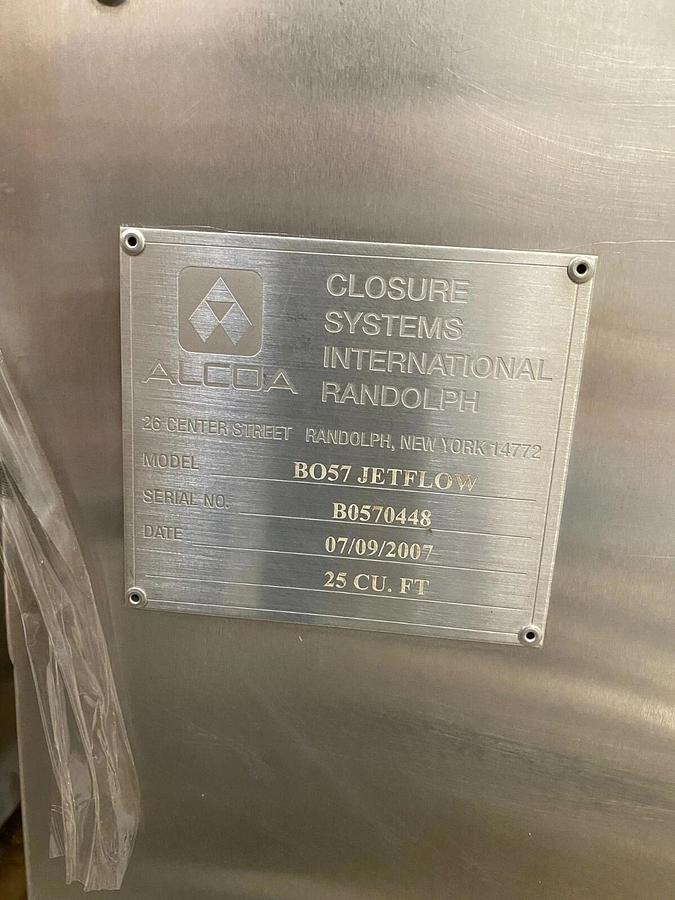 ALCOA
CLOSURE
SYSTEMS
INTERNATIONAL
RANDOLPH
26 CENTER STREET RANDOLPH, NEW YORK 14772
MODEL BO57 JETFLOW
SERIAL NO. B0570448
DATE 07/09/2007
25 CU. FT